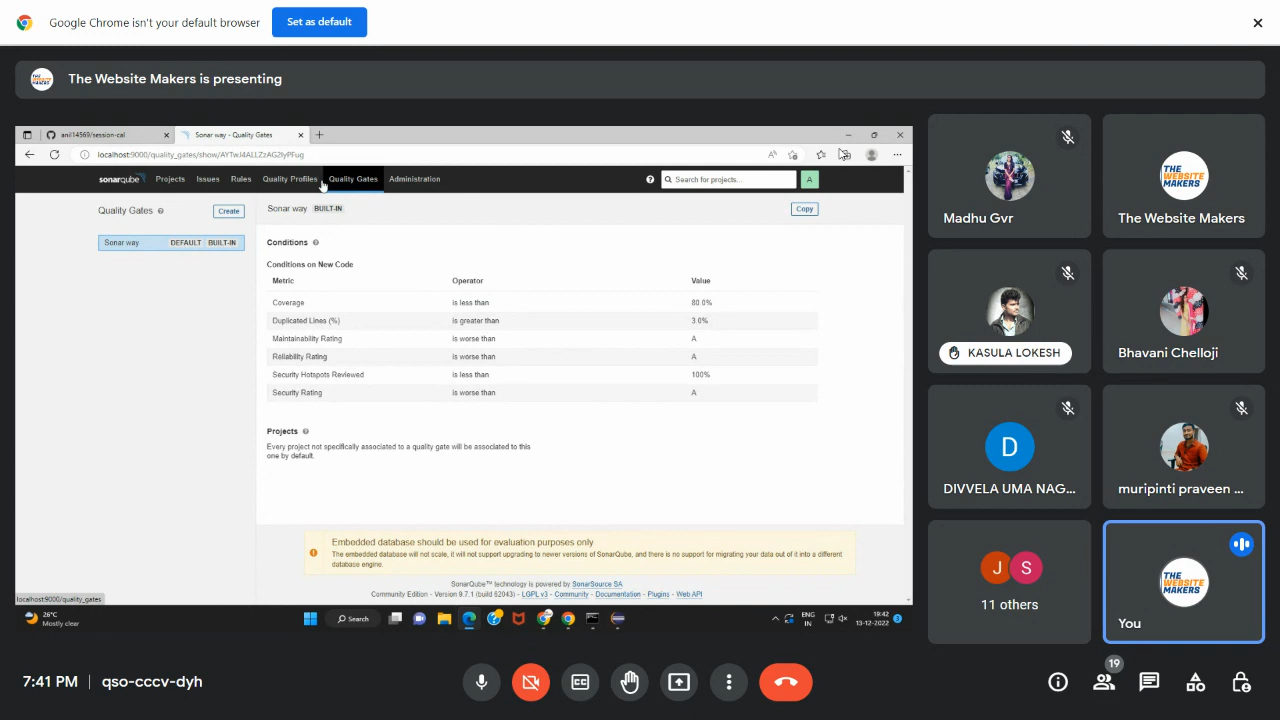 Google Chrome isn't your default browser Set as default
The Website Makers is presenting
anil14569/session-cal Sonar way - Quality Gates
localhost:9000/quality_gates/show/AYTwJ4ALLZzAG2IyPFug
sonarqube Projects Issues Rules Quality Profiles Quality Gates Administration Search for projects... A
Quality Gates Create
Sonar way BUILT-IN Copy
Sonar way DEFAULT BUILT-IN
Conditions
Conditions on New Code
Metric Operator Value
Coverage is less than 80.0%
Duplicated Lines (%) is greater than 3.0%
Maintainability Rating is worse than A
Reliability Rating is worse than A
Security Hotspots Reviewed is less than 100%
Security Rating is worse than A
Projects
Every project not specifically associated to a quality gate will be associated to this
one by default.
Embedded database should be used for evaluation purposes only
The embedded database will not scale, it will not support upgrading to newer versions of SonarQube, and there is no support for migrating your data out of it into a different
database engine.
SonarQube™ technology is powered by SonarSource SA
Community Edition - Version 9.7.1 (build 62043) - LGPL v3 - Community - Documentation - Plugins - Web API
localhost:9000/quality_gates
26°C
Mostly clear
Search
ENG
IN
19:42
13-12-2022
3
Madhu Gvr
THE WEBSITE MAKERS
The Website Makers
KASULA LOKESH
Bhavani Chelloji
D
DIVVELA UMA NAG...
muripinti praveen ...
J S
11 others
THE WEBSITE MAKERS
You
7:41 PM | qso-cccv-dyh
19